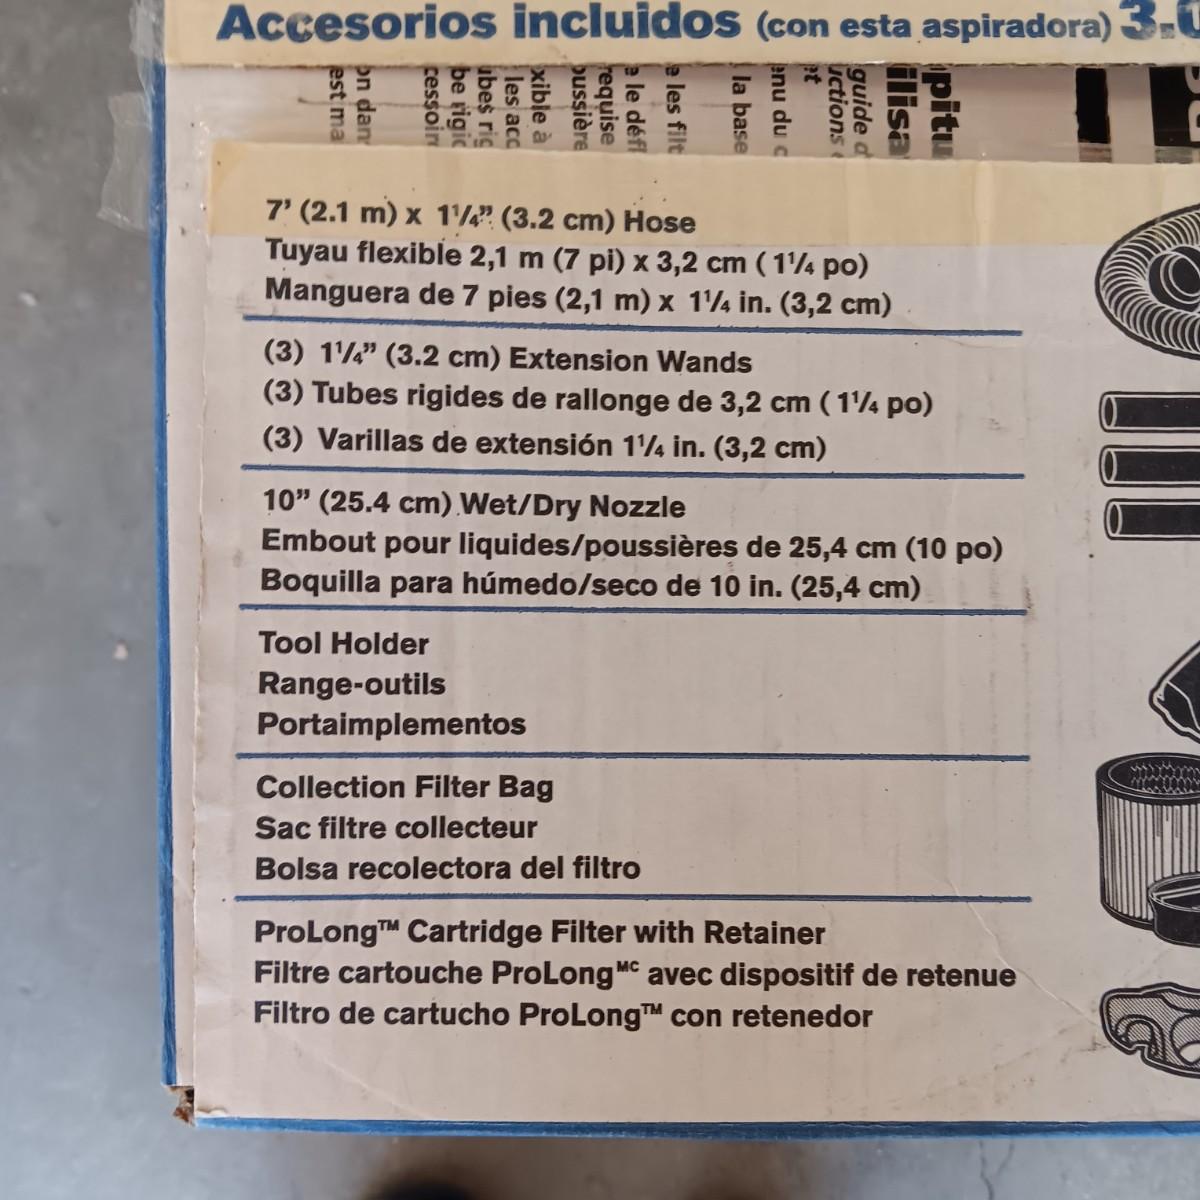 Accesorios incluidos (con esta aspiradora)
7’ (2.1 m) x 1¼” (3.2 cm) Hose
Tuyau flexible 2,1 m (7 pi) x 3,2 cm ( 1¼ po)
Manguera de 7 pies (2,1 m) x 1¼ in. (3,2 cm)
(3) 1¼” (3.2 cm) Extension Wands
(3) Tubes rigides de rallonge de 3,2 cm ( 1¼ po)
(3) Varillas de extensión 1¼ in. (3,2 cm)
10” (25.4 cm) Wet/Dry Nozzle
Embout pour liquides/poussières de 25,4 cm (10 po)
Boquilla para húmedo/seco de 10 in. (25,4 cm)
Tool Holder
Range-outils
Portaimplementos
Collection Filter Bag
Sac filtre collecteur
Bolsa recolectora del filtro
ProLong™ Cartridge Filter with Retainer
Filtre cartouche ProLongᴹᶜ avec dispositif de retenue
Filtro de cartucho ProLong™ con retenedor